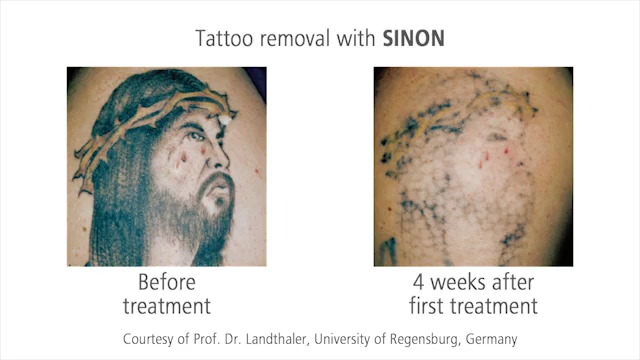 Tattoo removal with SINON
Before
treatment
4 weeks after
first treatment
Courtesy of Prof. Dr. Landthaler, University of Regensburg, Germany